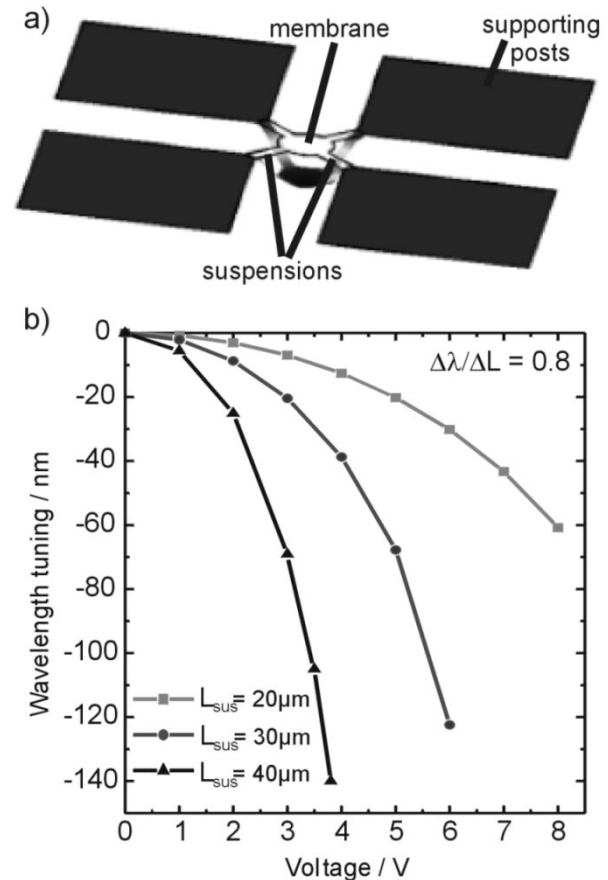 a)
membrane
supporting
posts
suspensions
b)
Δλ/ΔL = 0.8
0
-20
-40
-60
-80
-100
-120
-140
Wavelength tuning / nm
L_sus = 20µm
L_sus = 30µm
L_sus = 40µm
0 1 2 3 4 5 6 7 8
Voltage / V